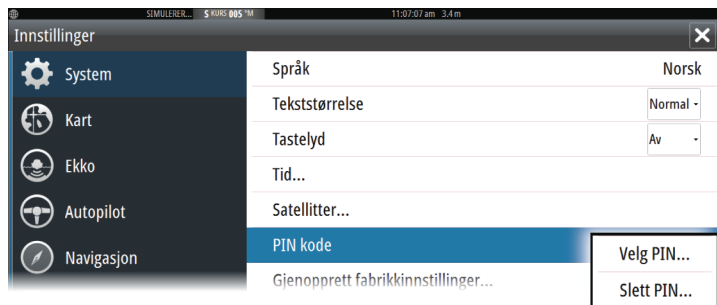 SIMULERER... S KURS 005 °M 11:07:07 am 3.4 m
Innstillinger
System
Kart
Ekko
Autopilot
Navigasjon
Språk Norsk
Tekststørrelse Normal
Tastelyd Av
Tid...
Satellitter...
PIN kode
Gjenopprett fabrikkinnstillinger...
Velg PIN...
Slett PIN...